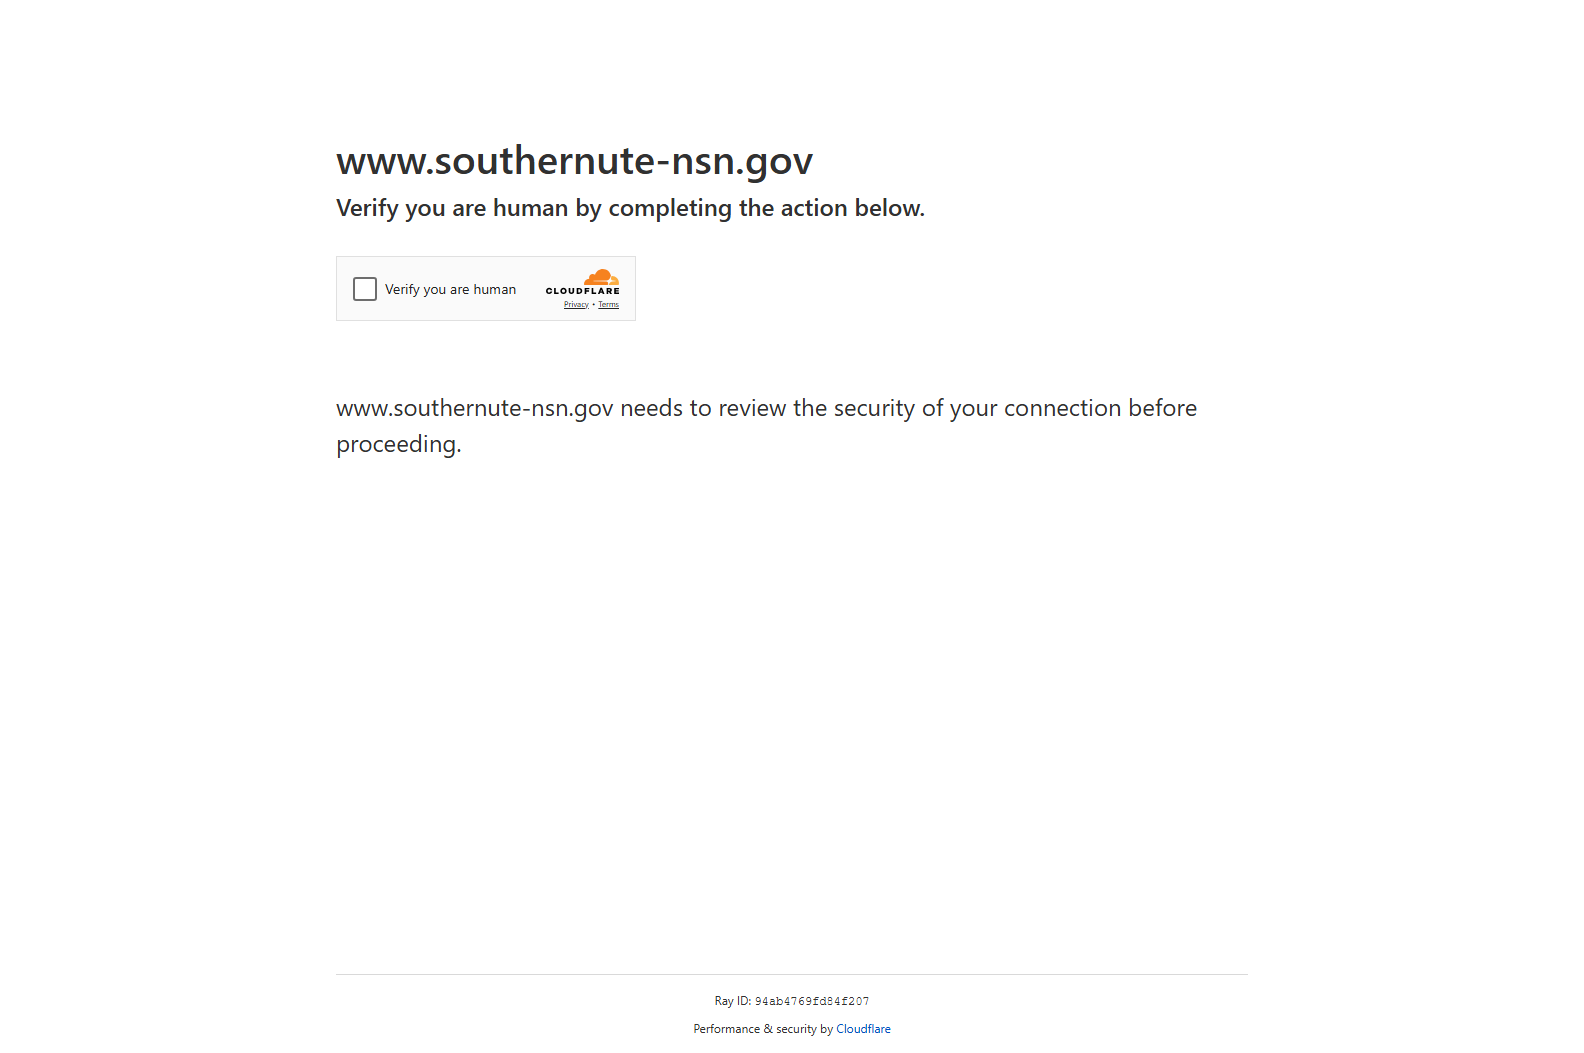 www.southernute-nsn.gov
Verify you are human by completing the action below.
Verify you are human
CLOUDFLARE
Privacy • Terms
www.southernute-nsn.gov needs to review the security of your connection before
proceeding.
Ray ID: 94ab4769fd84f207
Performance & security by Cloudflare